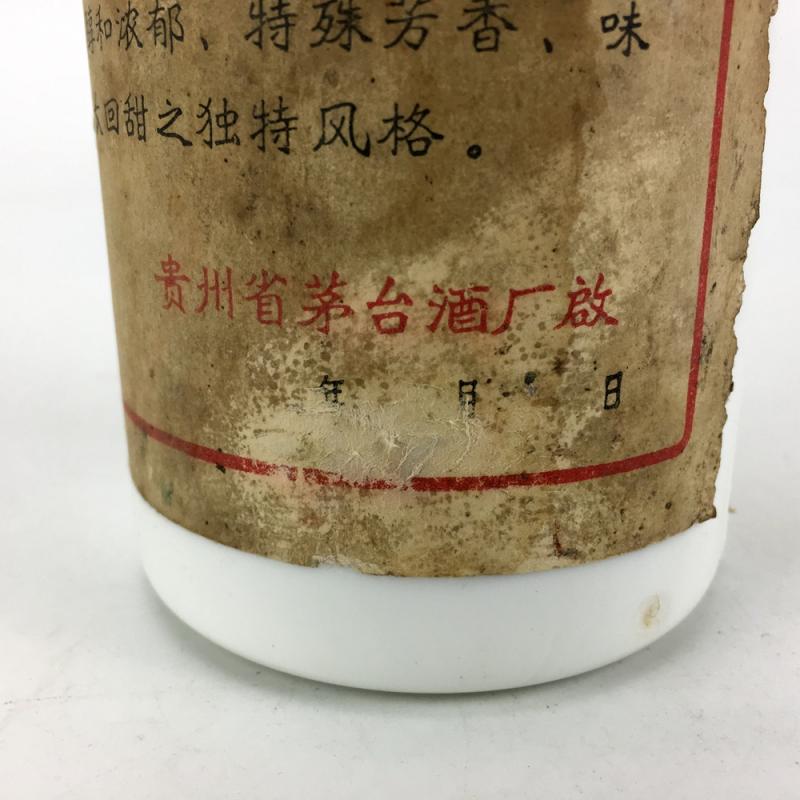 和浓郁、特殊芳香、味
回甜之独特风格。
贵州省茅台酒厂啟
年 月 日